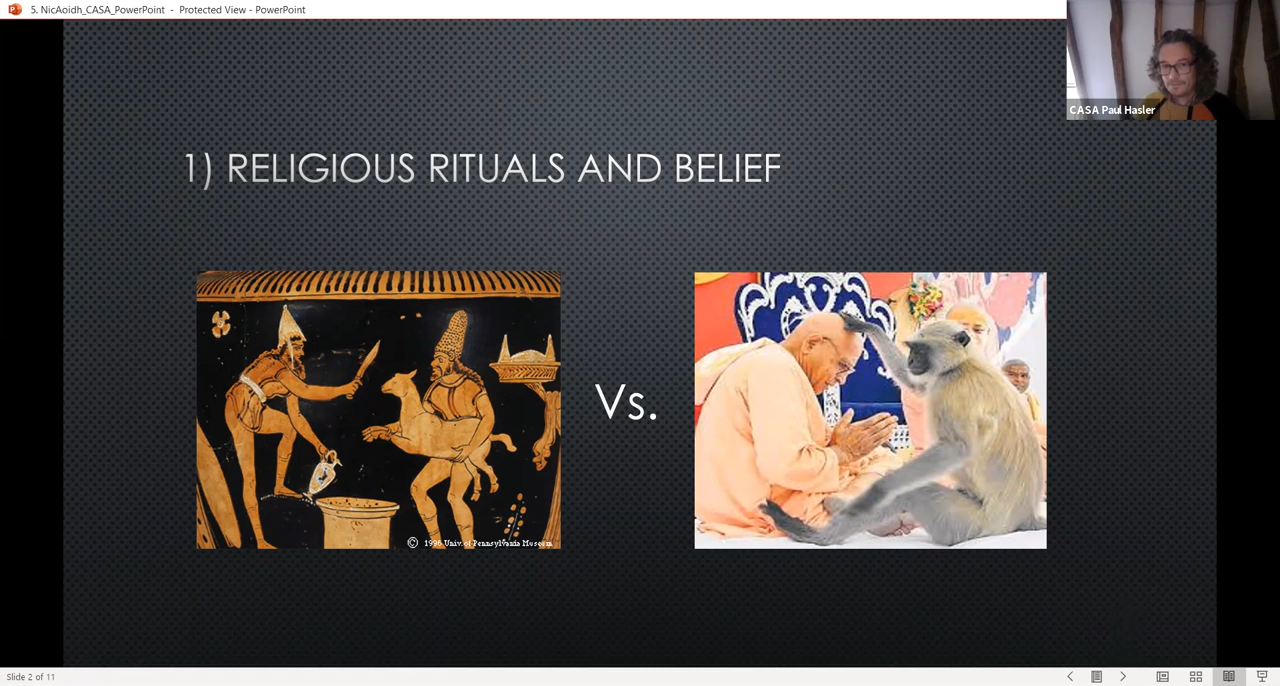 5. NicAoidh_CASA_PowerPoint - Protected View - PowerPoint
CASA Paul Hasler
1) RELIGIOUS RITUALS AND BELIEF
Vs.
© 1996 Univ. of Pennsylvania Museum
Slide 2 of 11